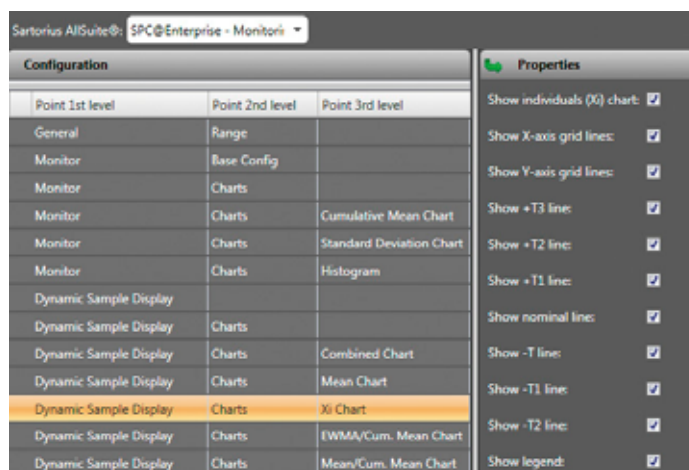 Sartorius AllSuite®: SPC@Enterprise - Monitorin
Configuration
Point 1st level Point 2nd level Point 3rd level
General Range
Monitor Base Config
Monitor Charts
Monitor Charts Cumulative Mean Chart
Monitor Charts Standard Deviation Chart
Monitor Charts Histogram
Dynamic Sample Display
Dynamic Sample Display Charts
Dynamic Sample Display Charts Combined Chart
Dynamic Sample Display Charts Mean Chart
Dynamic Sample Display Charts Xi Chart
Dynamic Sample Display Charts EWMA/Cum. Mean Chart
Dynamic Sample Display Charts Mean/Cum. Mean Chart
Properties
Show individuals (Xi) chart:
Show X-axis grid lines:
Show Y-axis grid lines:
Show +T3 line:
Show +T2 line:
Show +T1 line:
Show nominal line:
Show -T line:
Show -T1 line:
Show -T2 line:
Show legend: